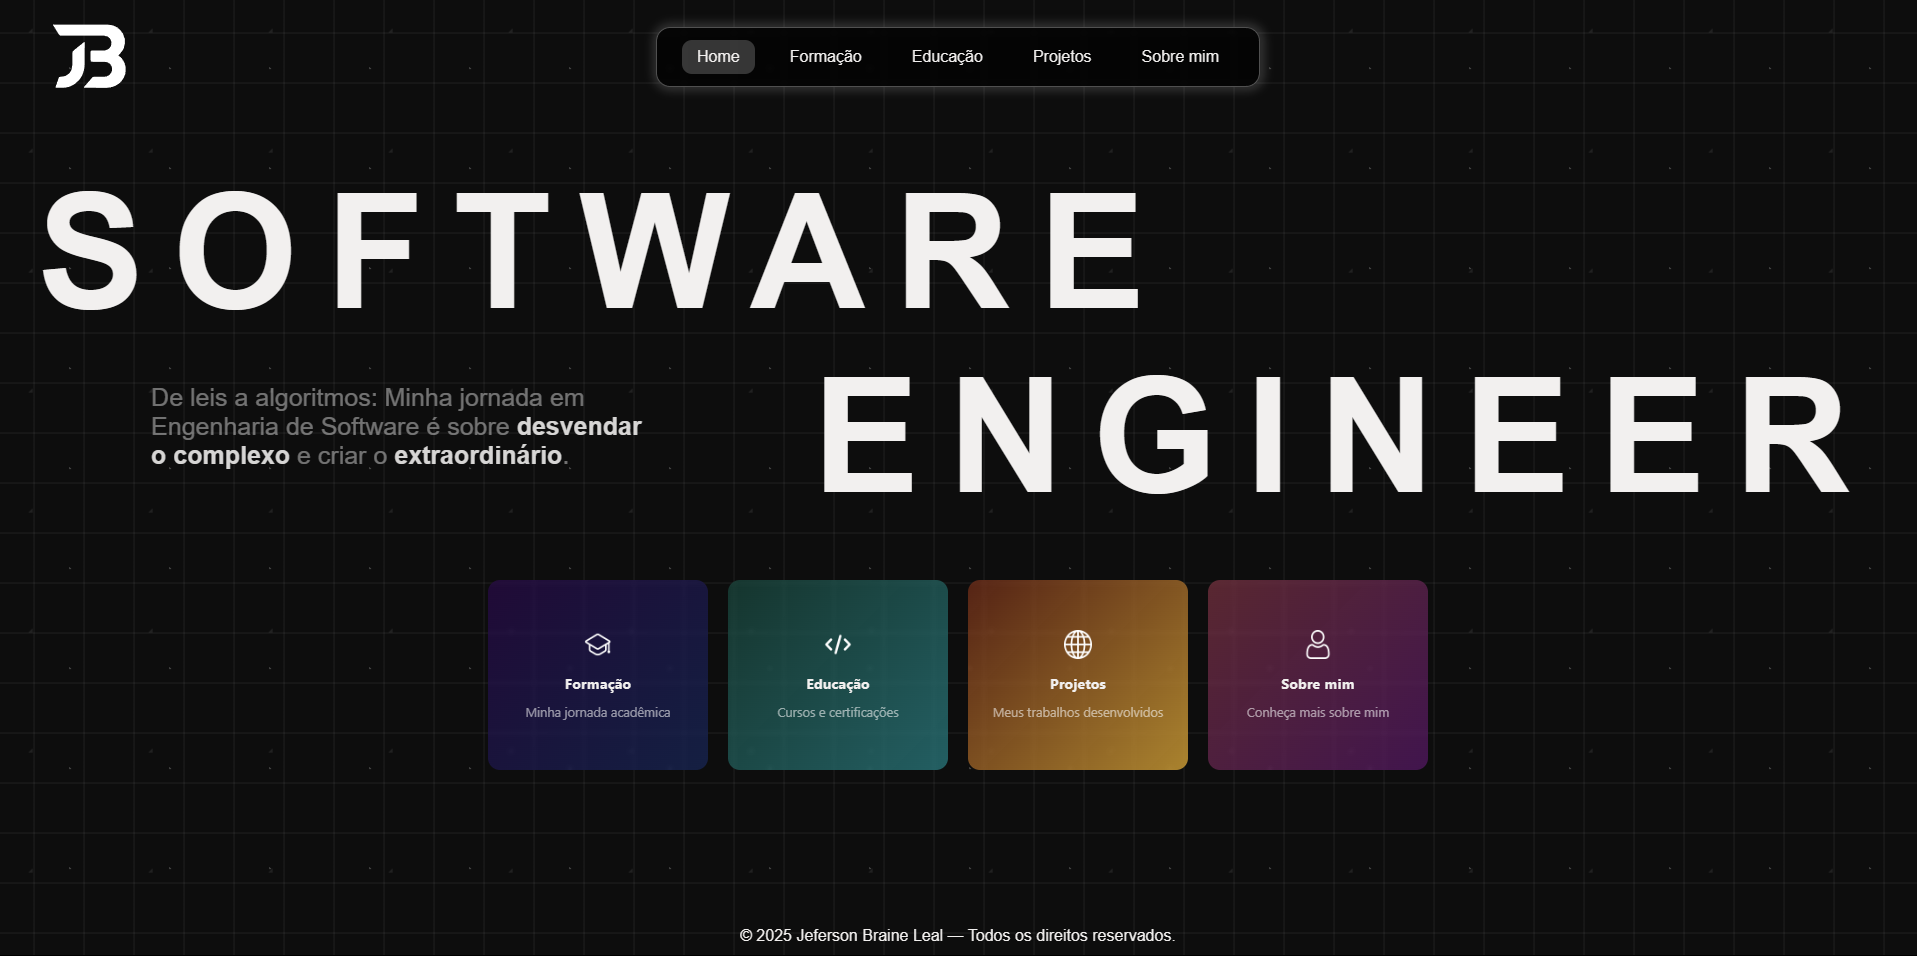 JB
Home Formação Educação Projetos Sobre mim
SOFTWARE
ENGINEER
De leis a algoritmos: Minha jornada em
Engenharia de Software é sobre desvendar
o complexo e criar o extraordinário.
Formação
Minha jornada acadêmica
Educação
Cursos e certificações
Projetos
Meus trabalhos desenvolvidos
Sobre mim
Conheça mais sobre mim
© 2025 Jeferson Braine Leal — Todos os direitos reservados.